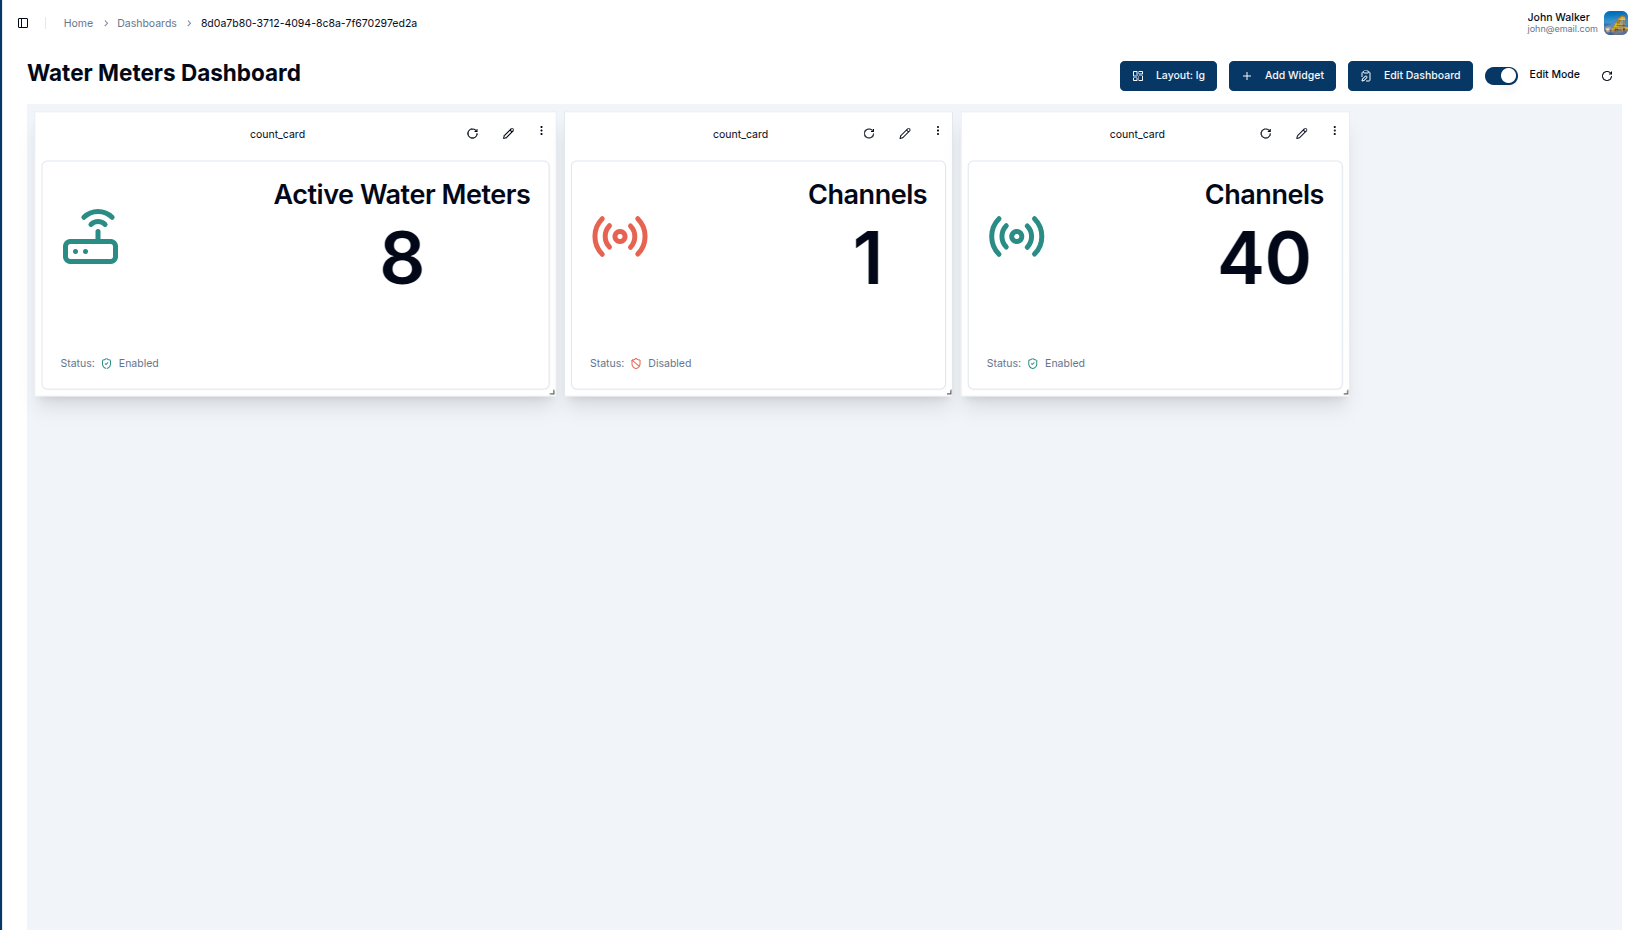 Home > Dashboards > 8d0a7b80-3712-4094-8c8a-7f670297ed2a
John Walker
john@email.com
Water Meters Dashboard
Layout: lg
Add Widget
Edit Dashboard
Edit Mode
count_card
Active Water Meters
8
Status: Enabled
count_card
Channels
1
Status: Disabled
count_card
Channels
40
Status: Enabled